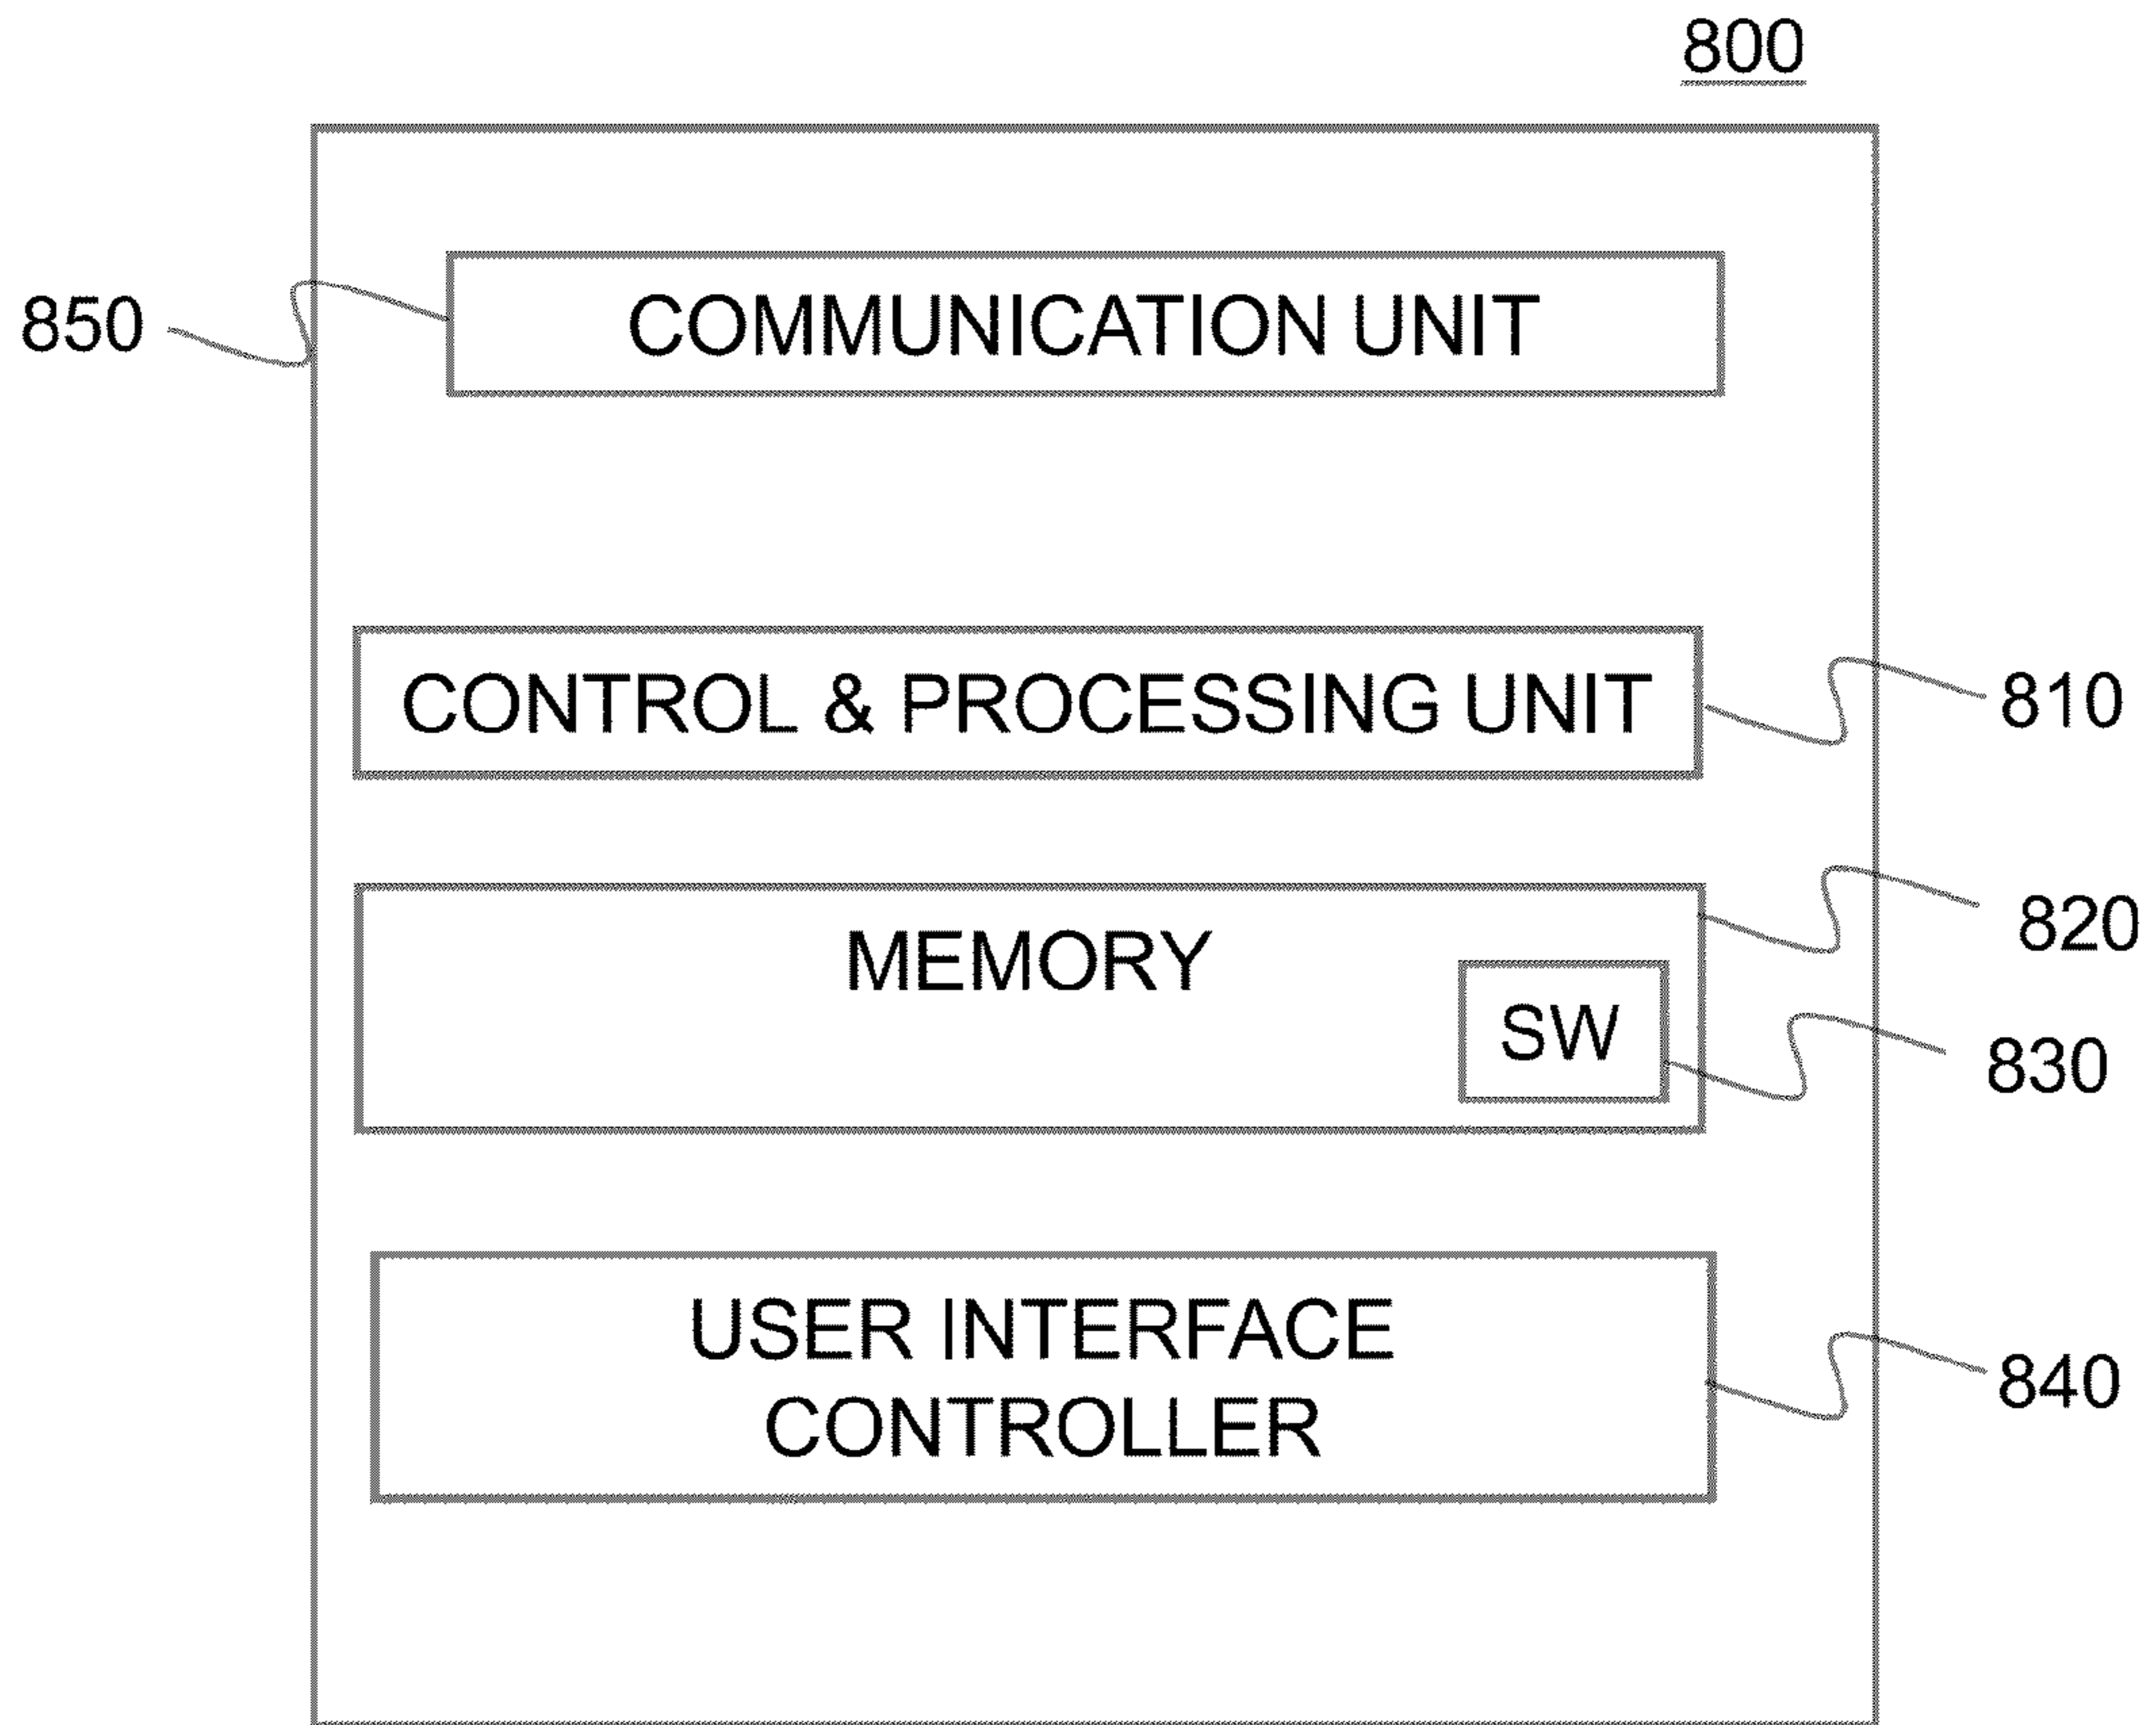 800
850
COMMUNICATION UNIT
CONTROL & PROCESSING UNIT
810
820
MEMORY
SW
830
USER INTERFACE
CONTROLLER
840